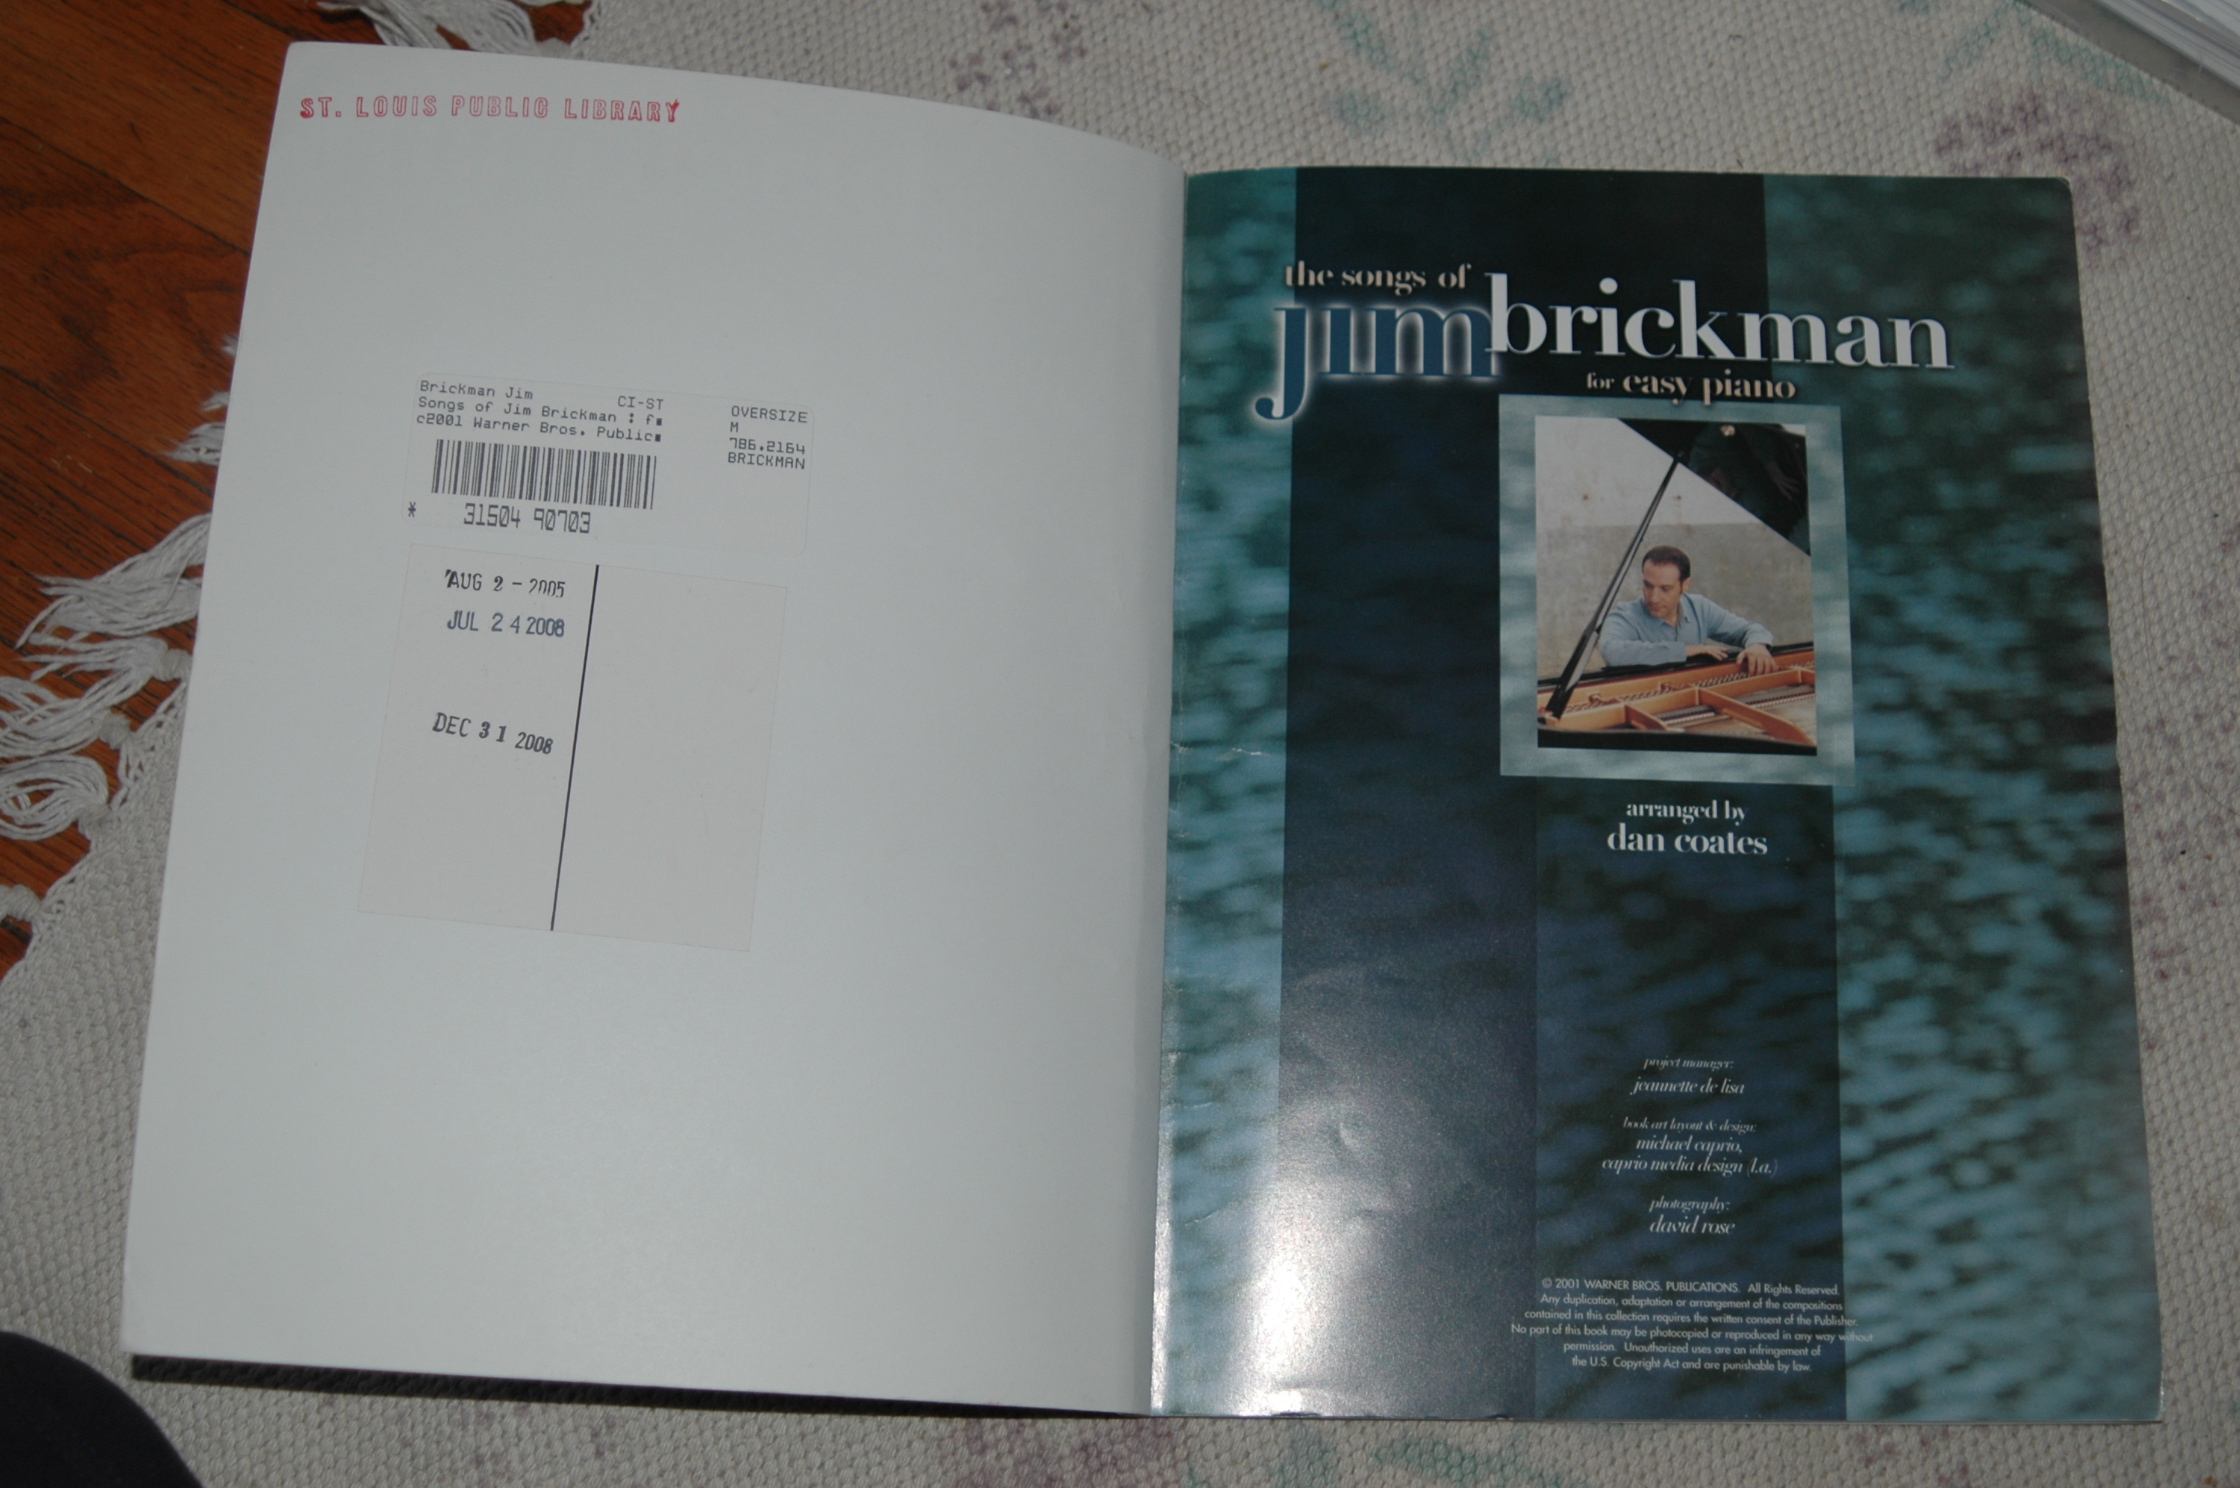 ST. LOUIS PUBLIC LIBRARY
Brickman Jim CI-ST
Songs of Jim Brickman : f
c2001 Warner Bros. Public
OVERSIZE
M
786.2164
BRICKMAN
* 31504 90703
AUG 2 - 2005
JUL 24 2008
DEC 31 2008
the songs of
jim brickman
for easy piano
arranged by
dan coates
project manager:
jeannette de lisa
book art layout & design:
michael caprio,
caprio media design (l.a.)
photography:
david rose
© 2001 WARNER BROS. PUBLICATIONS. All Rights Reserved.
Any duplication, adaptation or arrangement of the compositions
contained in this collection requires the written consent of the Publisher.
No part of this book may be photocopied or reproduced in any way without
permission. Unauthorized uses are an infringement of
the U.S. Copyright Act and are punishable by law.